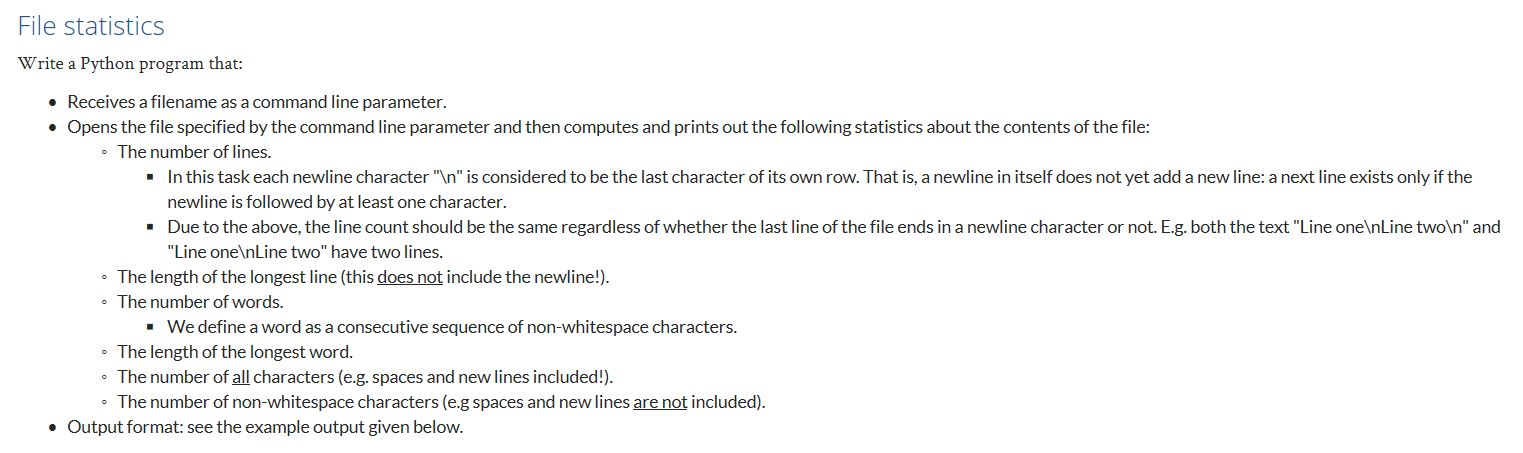 File statistics
Write a Python program that:
• Receives a filename as a command line parameter.
• Opens the file specified by the command line parameter and then computes and prints out the following statistics about the contents of the file:
◦ The number of lines.
▪ In this task each newline character "\n" is considered to be the last character of its own row. That is, a newline in itself does not yet add a new line: a next line exists only if the
newline is followed by at least one character.
▪ Due to the above, the line count should be the same regardless of whether the last line of the file ends in a newline character or not. E.g. both the text "Line one\nLine two\n" and
"Line one\nLine two" have two lines.
◦ The length of the longest line (this does not include the newline!).
◦ The number of words.
▪ We define a word as a consecutive sequence of non-whitespace characters.
◦ The length of the longest word.
◦ The number of all characters (e.g. spaces and new lines included!).
◦ The number of non-whitespace characters (e.g spaces and new lines are not included).
• Output format: see the example output given below.